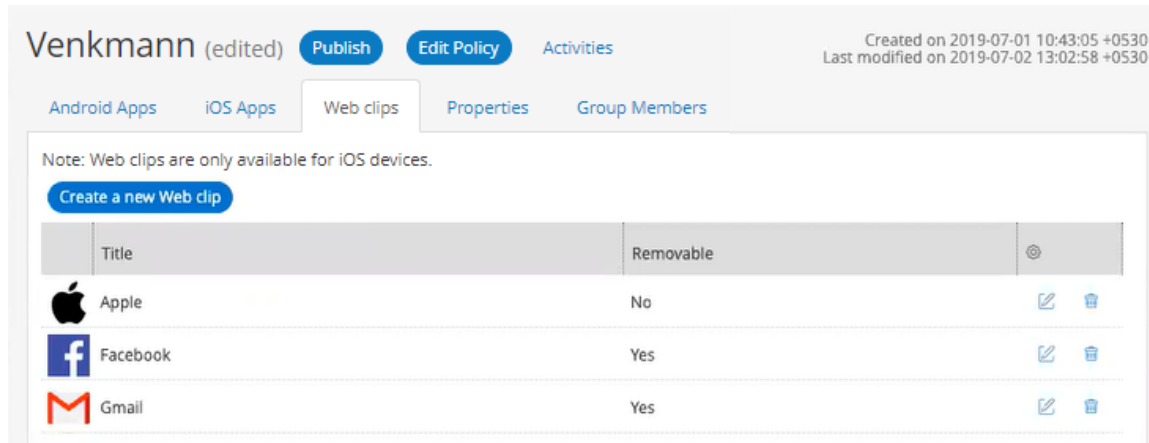 Venkmann (edited) Publish Edit Policy Activities
Created on 2019-07-01 10:43:05 +0530
Last modified on 2019-07-02 13:02:58 +0530
Android Apps iOS Apps Web clips Properties Group Members
Note: Web clips are only available for iOS devices.
Create a new Web clip
Title Removable
Apple No
f
Facebook Yes
Gmail Yes